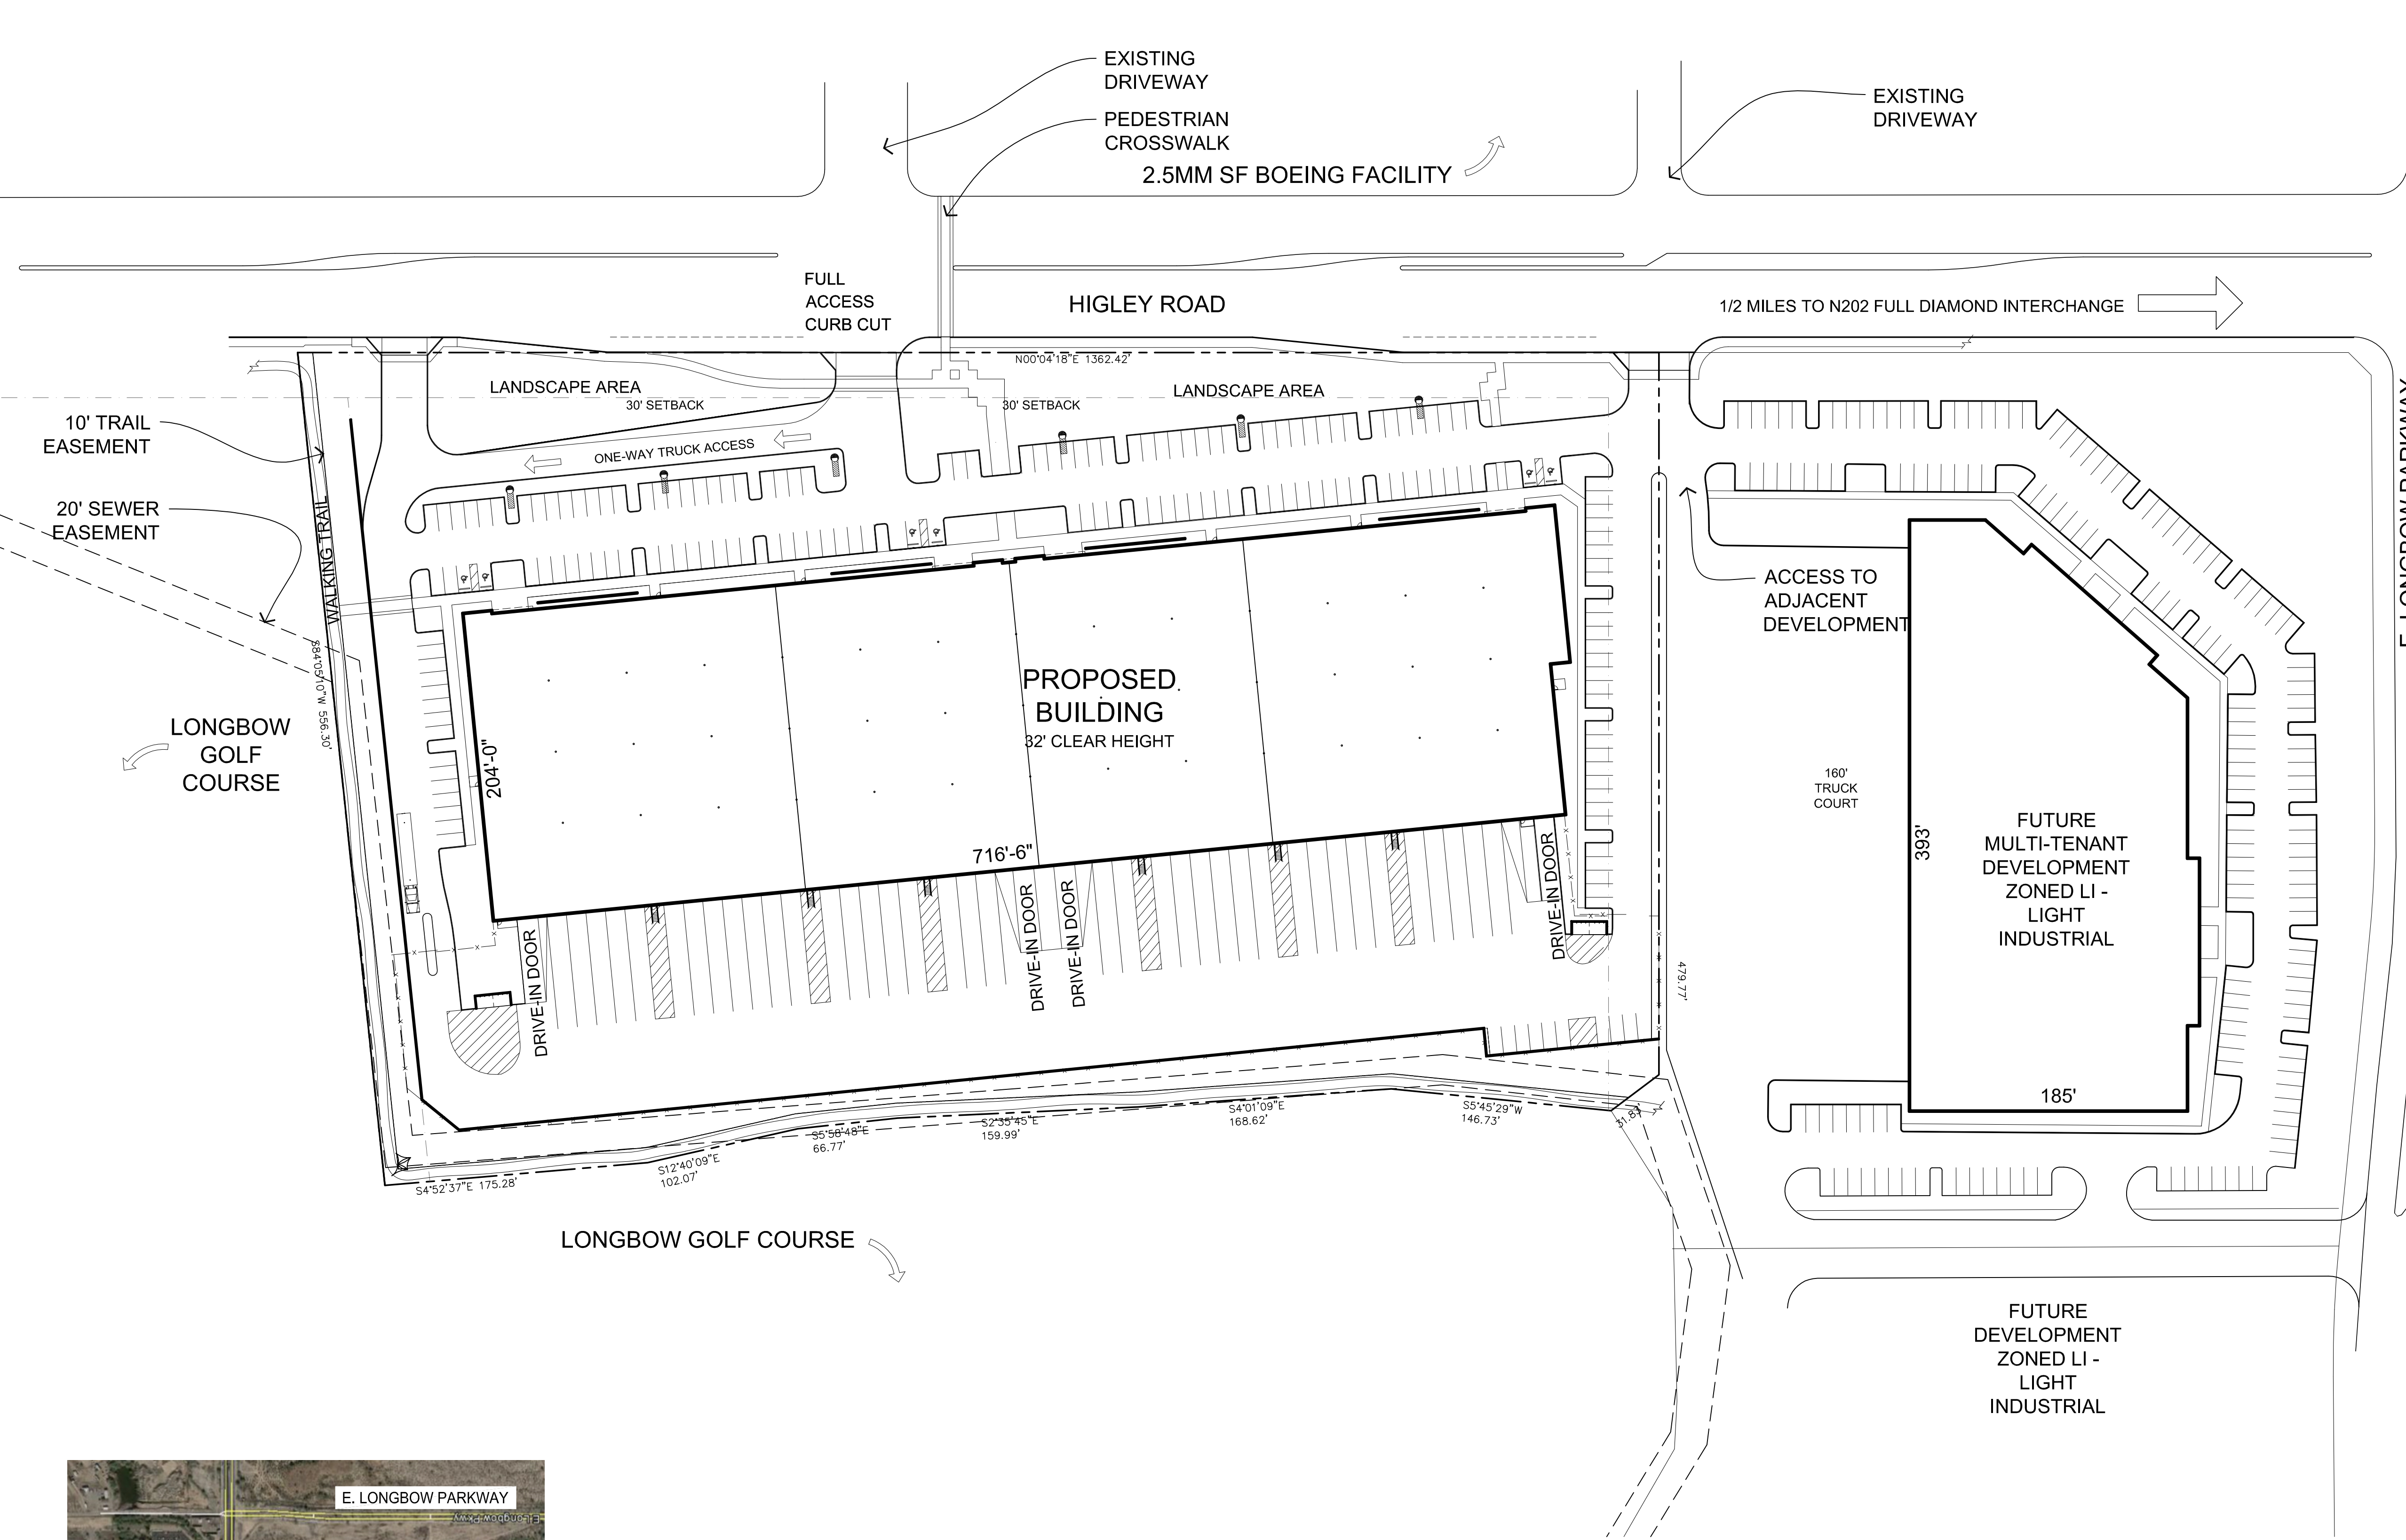 EXISTING
DRIVEWAY
PEDESTRIAN
CROSSWALK
2.5MM SF BOEING FACILITY
EXISTING
DRIVEWAY
FULL
ACCESS
CURB CUT
HIGLEY ROAD
1/2 MILES TO N202 FULL DIAMOND INTERCHANGE
N00°04'18"E 1362.42'
LANDSCAPE AREA
30' SETBACK
30' SETBACK
LANDSCAPE AREA
10' TRAIL
EASEMENT
ONE-WAY TRUCK ACCESS
20' SEWER
EASEMENT
WALKING TRAIL
S84°05'10"W 556.30'
E. LONGBOW PARKWAY
ACCESS TO
ADJACENT
DEVELOPMENT
LONGBOW
GOLF
COURSE
PROPOSED
BUILDING
32' CLEAR HEIGHT
204'-0"
716'-6"
160'
TRUCK
COURT
393'
FUTURE
MULTI-TENANT
DEVELOPMENT
ZONED LI -
LIGHT
INDUSTRIAL
185'
DRIVE-IN DOOR
DRIVE-IN DOOR
DRIVE-IN DOOR
DRIVE-IN DOOR
479.77'
S4°52'37"E 175.28'
S12°40'09"E
102.07'
S5°58'48"E
66.77'
S2°35'45"E
159.99'
S4°01'09"E
168.62'
S5°45'29"W
146.73'
31.83'
LONGBOW GOLF COURSE
FUTURE
DEVELOPMENT
ZONED LI -
LIGHT
INDUSTRIAL
E. LONGBOW PARKWAY
E Longbow Pkwy